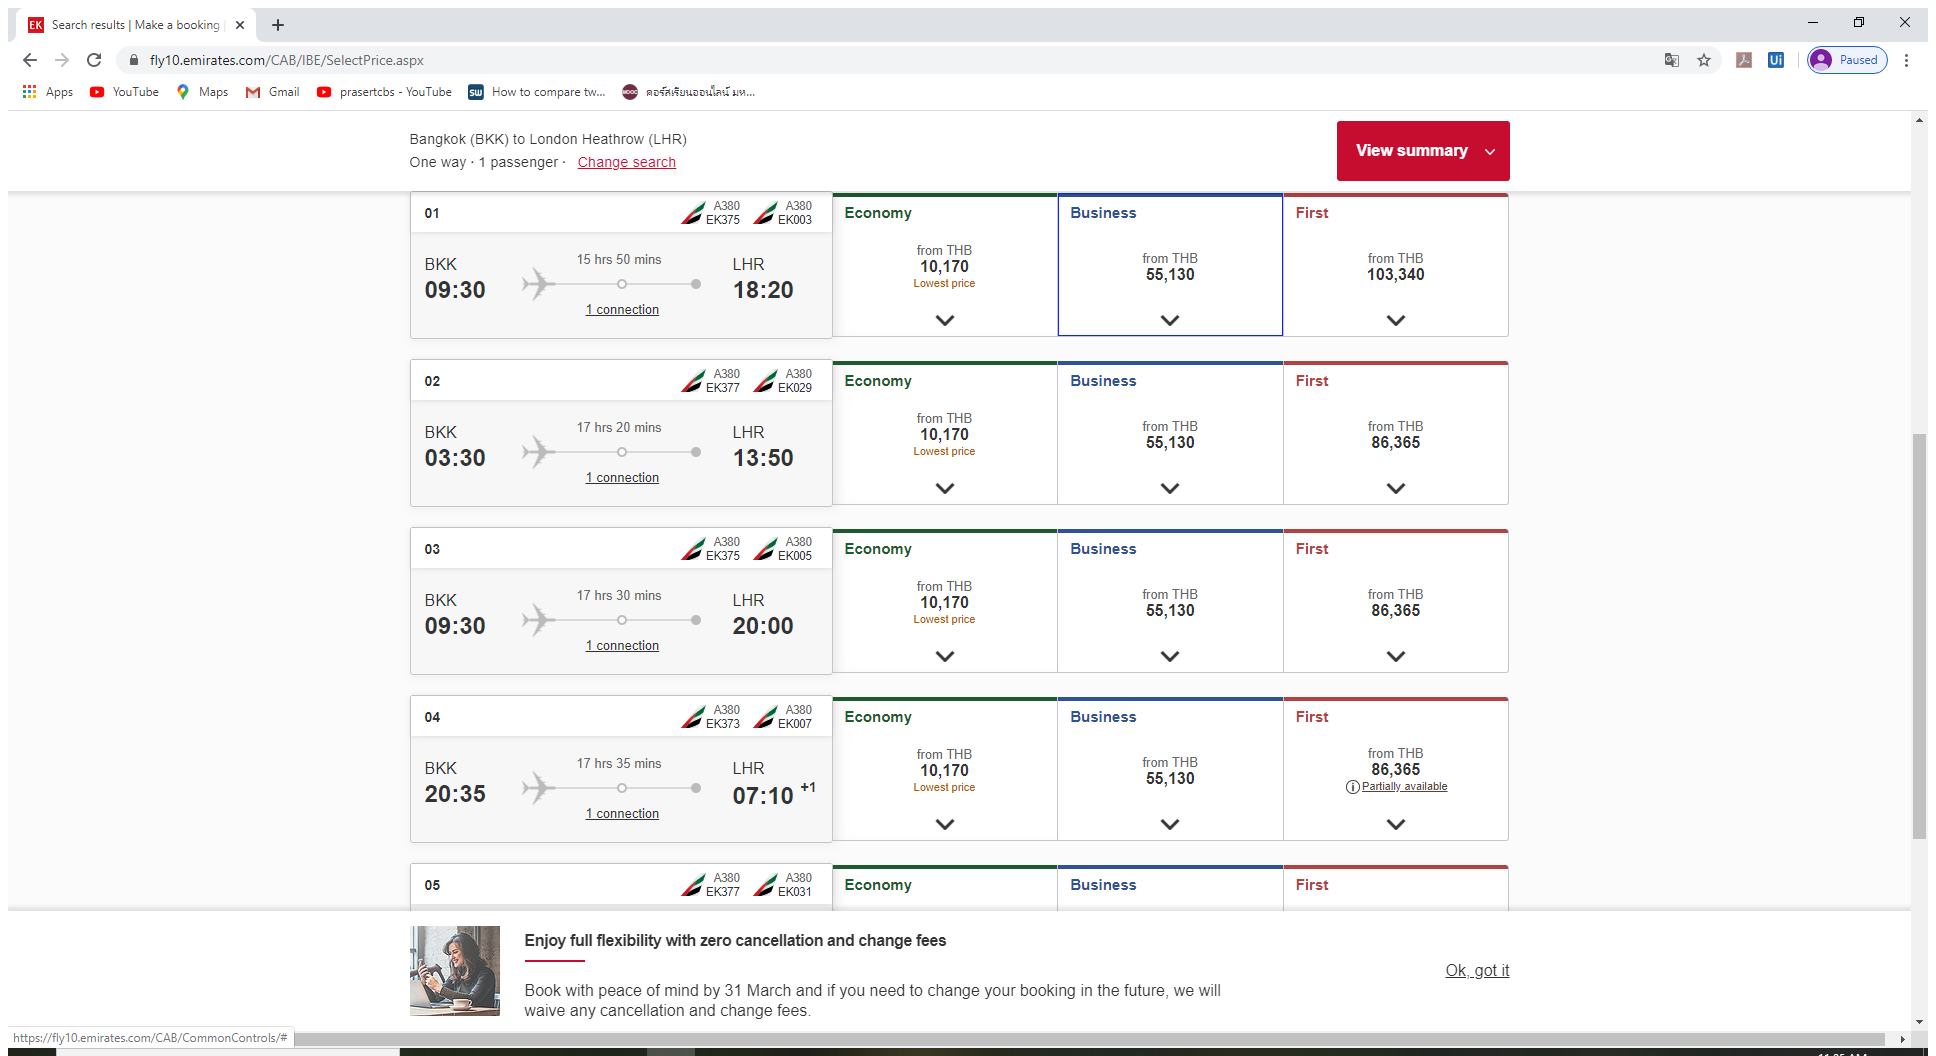 EK Search results | Make a booking
fly10.emirates.com/CAB/IBE/SelectPrice.aspx
Ui
Paused
Apps
YouTube
Maps
Gmail
prasertcbs - YouTube
SW How to compare tw...
MOOC คอร์สเรียนออนไลน์ มห...
Bangkok (BKK) to London Heathrow (LHR)
One way · 1 passenger · Change search
View summary
01
A380 EK375
A380 EK003
BKK
09:30
15 hrs 50 mins
1 connection
LHR
18:20
Economy
from THB
10,170
Lowest price
Business
from THB
55,130
First
from THB
103,340
02
A380 EK377
A380 EK029
BKK
03:30
17 hrs 20 mins
1 connection
LHR
13:50
Economy
from THB
10,170
Lowest price
Business
from THB
55,130
First
from THB
86,365
03
A380 EK375
A380 EK005
BKK
09:30
17 hrs 30 mins
1 connection
LHR
20:00
Economy
from THB
10,170
Lowest price
Business
from THB
55,130
First
from THB
86,365
04
A380 EK373
A380 EK007
BKK
20:35
17 hrs 35 mins
1 connection
LHR
07:10 +1
Economy
from THB
10,170
Lowest price
Business
from THB
55,130
First
from THB
86,365
Partially available
05
A380 EK377
A380 EK031
Economy
Business
First
Enjoy full flexibility with zero cancellation and change fees
Book with peace of mind by 31 March and if you need to change your booking in the future, we will
waive any cancellation and change fees.
Ok, got it
https://fly10.emirates.com/CAB/CommonControls/#